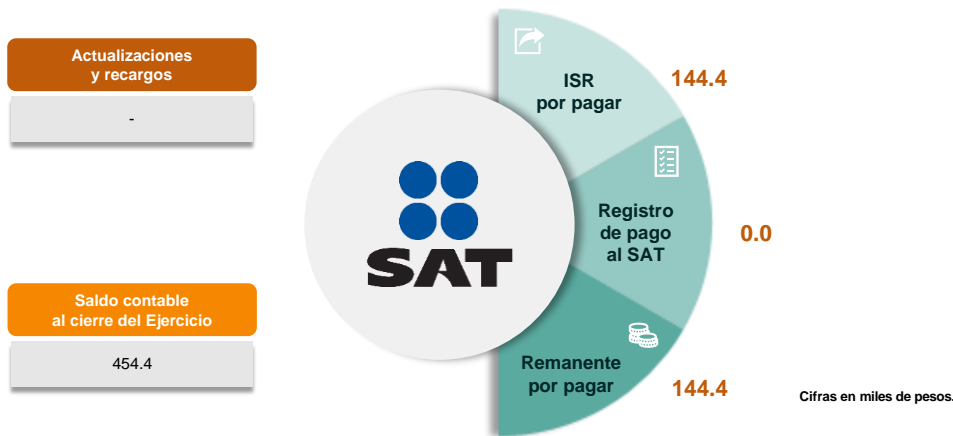 Actualizaciones
y recargos
-
Saldo contable
al cierre del Ejercicio
454.4
SAT
ISR
por pagar
144.4
Registro
de pago
al SAT
0.0
Remanente
por pagar
144.4
Cifras en miles de pesos.